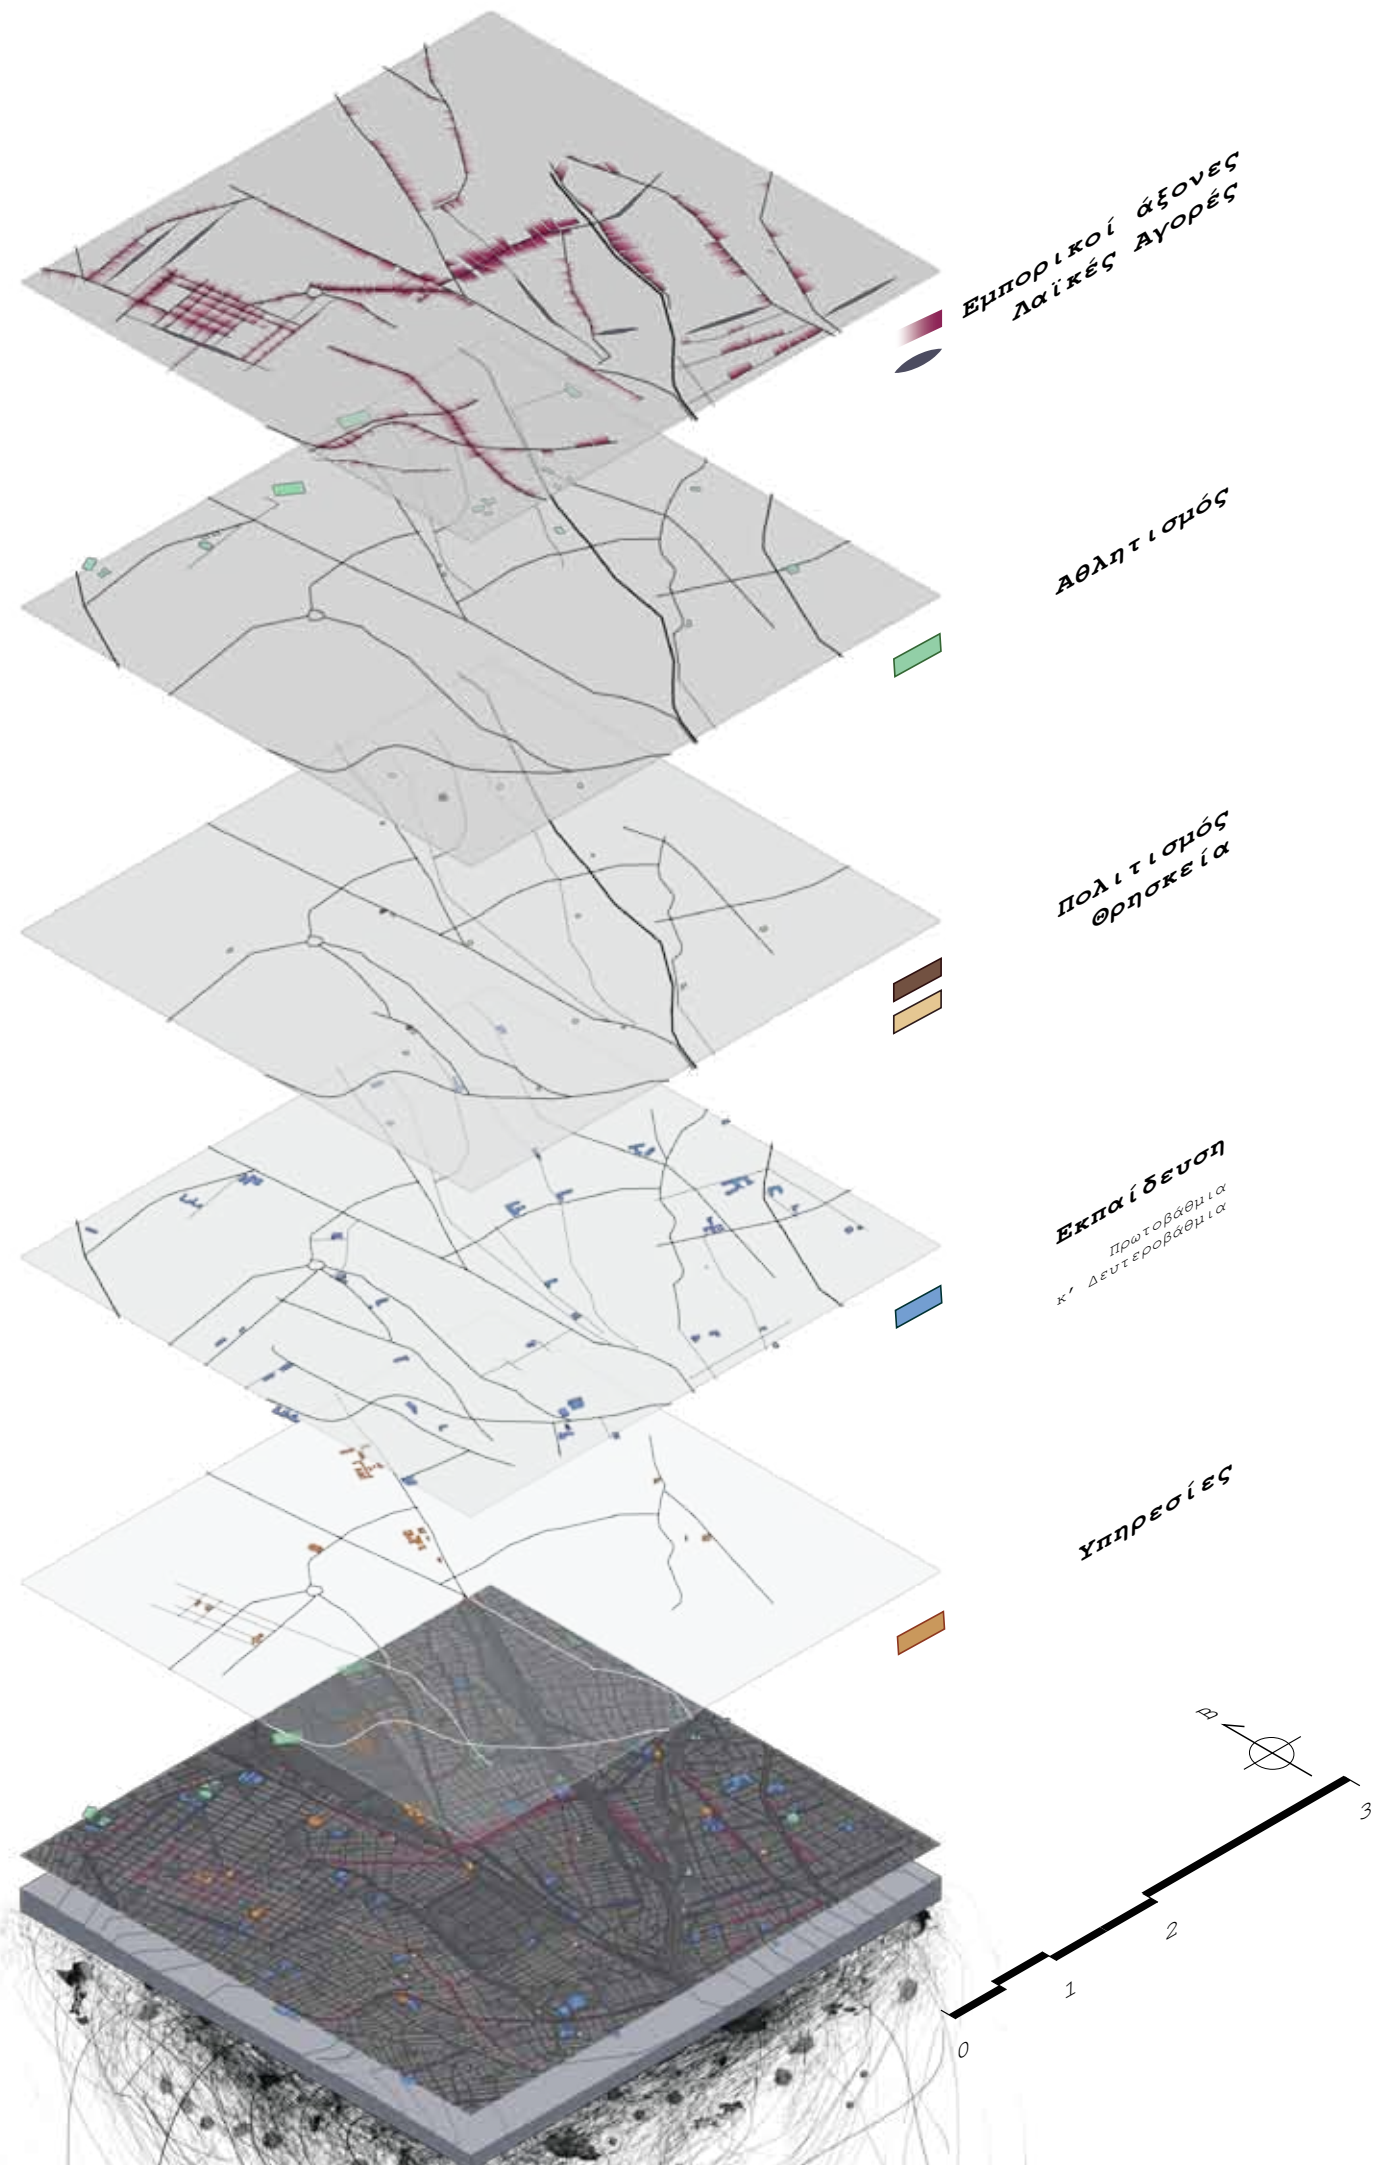 Εμπορικοί άξονες
Λαϊκές Αγορές
Αθλητισμός
Πολιτισμός
Θρησκεία
Εκπαίδευση
Πρωτοβάθμια
κ' Δευτεροβάθμια
Υπηρεσίες
Β
3
2
1
0